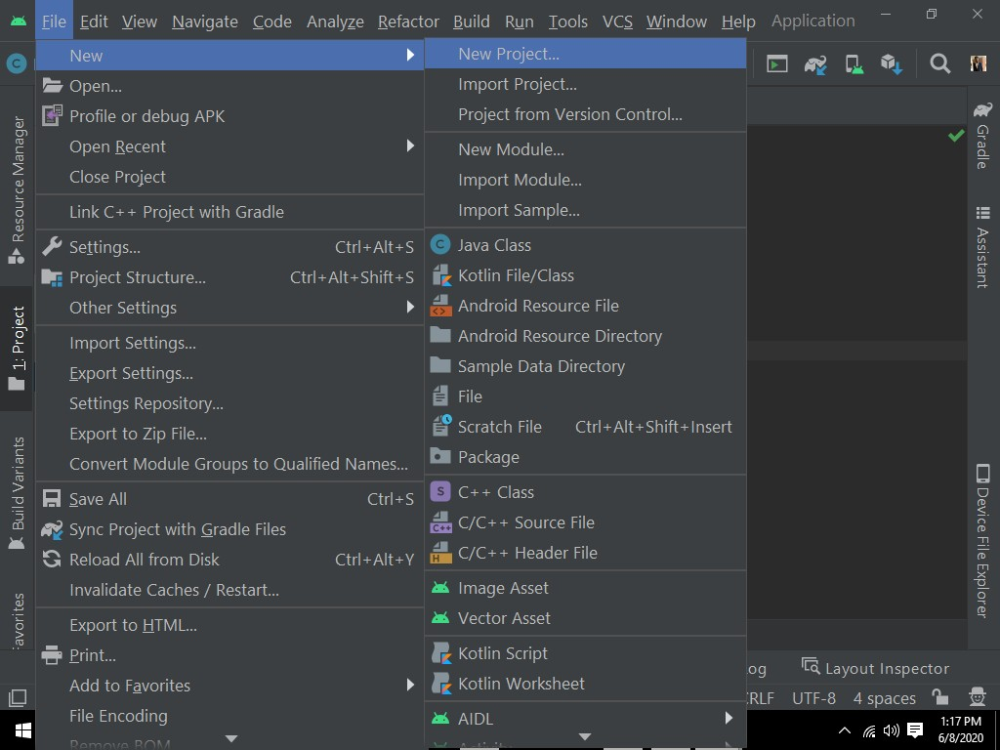 File Edit View Navigate Code Analyze Refactor Build Run Tools VCS Window Help Application
New
Open...
Profile or debug APK
Open Recent
Close Project
Link C++ Project with Gradle
Settings... Ctrl+Alt+S
Project Structure... Ctrl+Alt+Shift+S
Other Settings
Import Settings...
Export Settings...
Settings Repository...
Export to Zip File...
Convert Module Groups to Qualified Names...
Save All Ctrl+S
Sync Project with Gradle Files
Reload All from Disk Ctrl+Alt+Y
Invalidate Caches / Restart...
Export to HTML...
Print...
Add to Favorites
File Encoding
Remove BOM
New Project...
Import Project...
Project from Version Control...
New Module...
Import Module...
Import Sample...
C Java Class
Kotlin File/Class
Android Resource File
Android Resource Directory
Sample Data Directory
File
Scratch File Ctrl+Alt+Shift+Insert
Package
S C++ Class
C++ C/C++ Source File
H C/C++ Header File
Image Asset
Vector Asset
Kotlin Script
Kotlin Worksheet
AIDL
Activity
C
Resource Manager
1: Project
Build Variants
avorites
Gradle
Assistant
Device File Explorer
og Layout Inspector
CRLF UTF-8 4 spaces
1:17 PM
6/8/2020